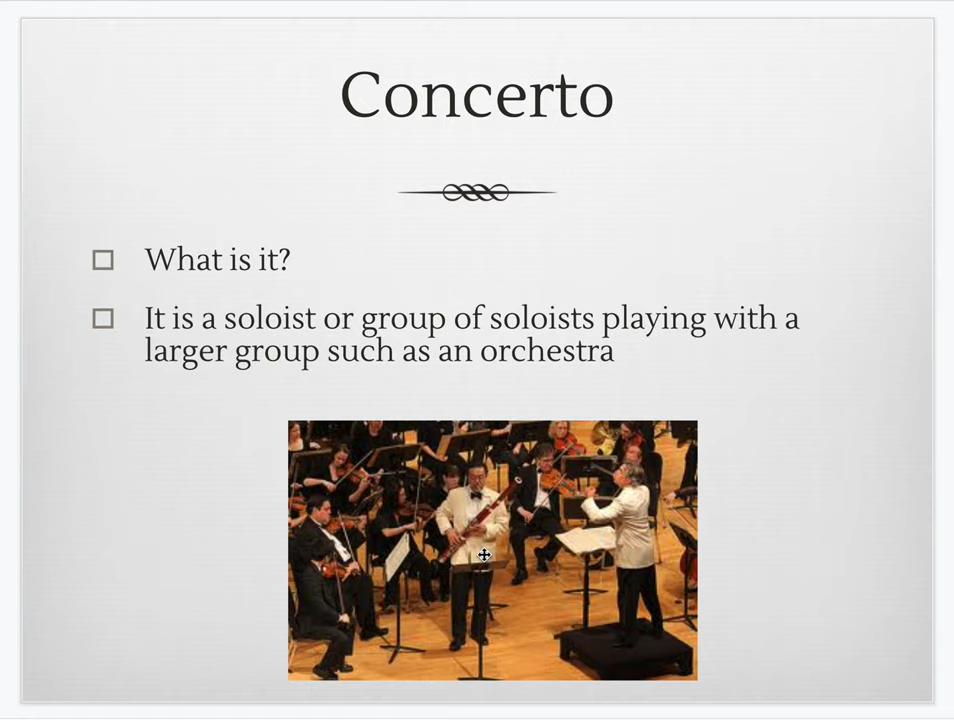 Concerto
What is it?
It is a soloist or group of soloists playing with a
larger group such as an orchestra